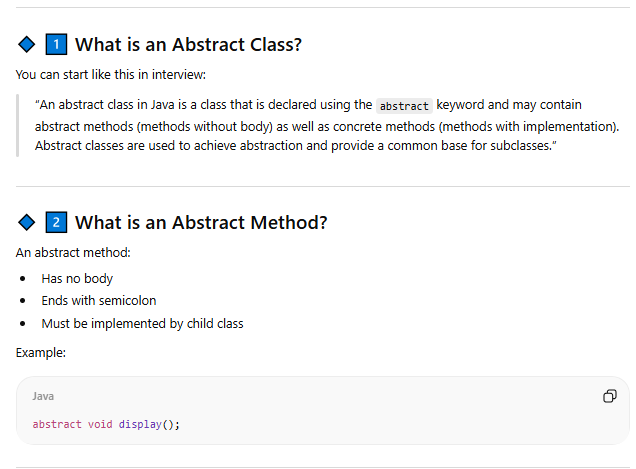 1 What is an Abstract Class?
You can start like this in interview:
“An abstract class in Java is a class that is declared using the abstract keyword and may contain
abstract methods (methods without body) as well as concrete methods (methods with implementation).
Abstract classes are used to achieve abstraction and provide a common base for subclasses.”
2 What is an Abstract Method?
An abstract method:
• Has no body
• Ends with semicolon
• Must be implemented by child class
Example:
Java
abstract void display();